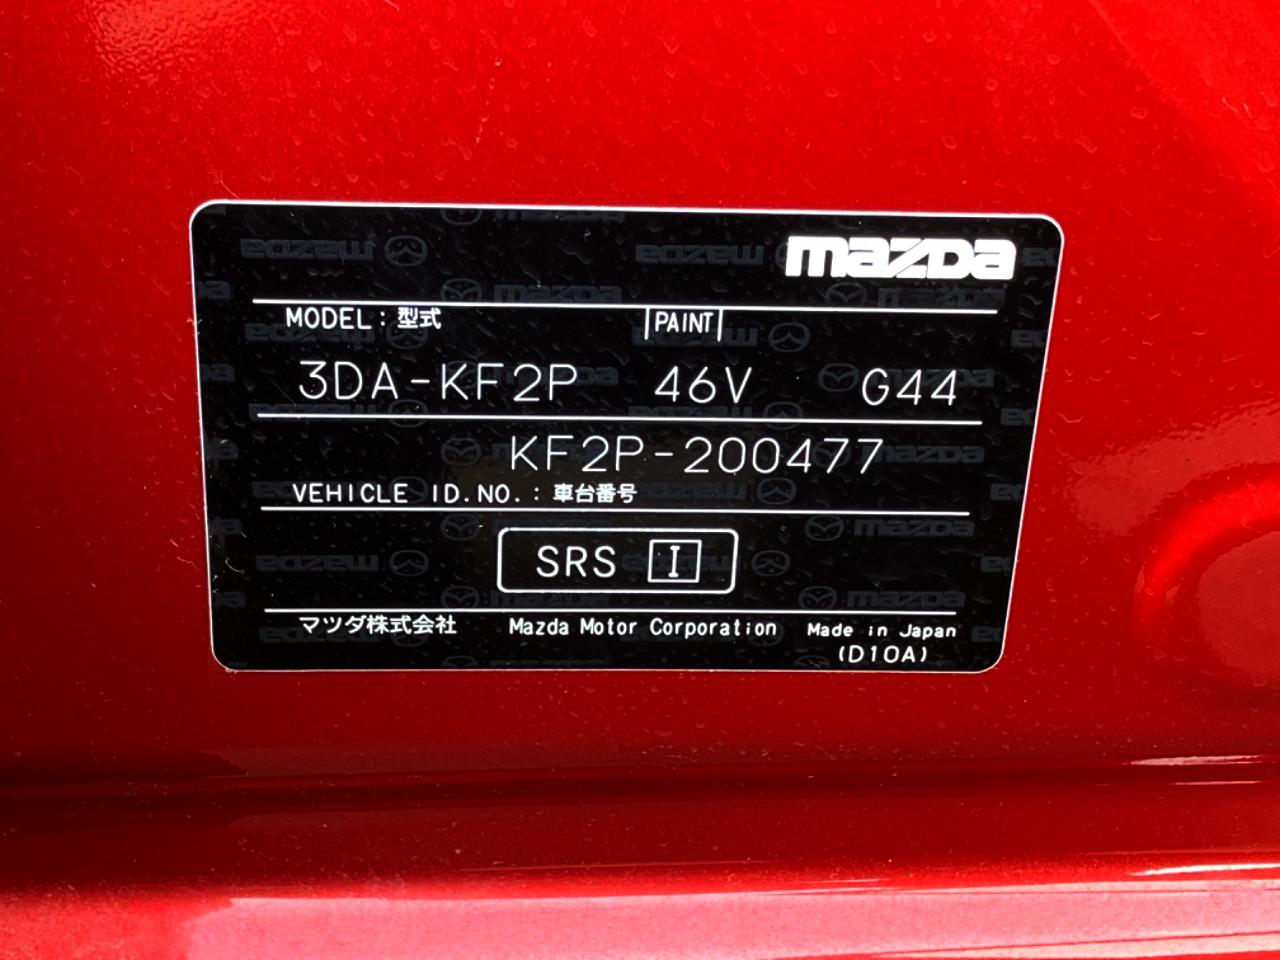 mazda
MODEL : 型式 PAINT
3DA-KF2P 46V G44
KF2P-200477
VEHICLE ID.NO. : 車台番号
SRS I
マツダ株式会社 Mazda Motor Corporation Made in Japan
(D10A)